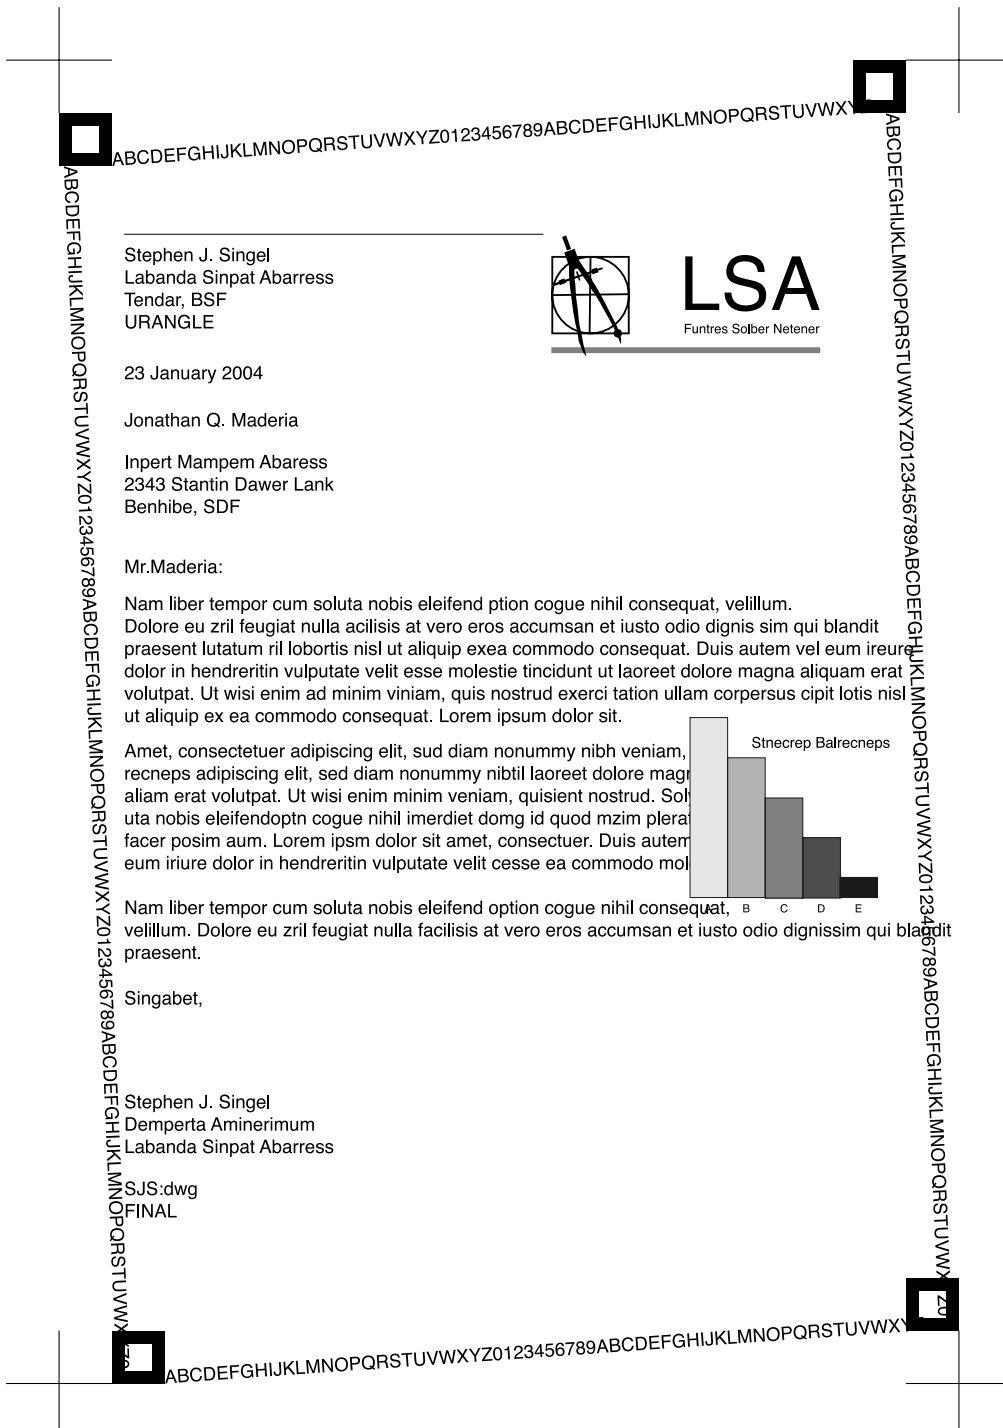 ABCDEFGHIJKLMNOPQRSTUVWXYZ0123456789ABCDEFGHIJKLMNOPQRSTUVWXY
ABCDEFGHIJKLMNOPQRSTUVWXYZ0123456789ABCDEFGHIJKLMNOPQRSTUVWXYZ0123456789ABCDEFGHIJKLMNOPQRSTUVWX
ABCDEFGHIJKLMNOPQRSTUVWXYZ0123456789ABCDEFGHIJKLMNOPQRSTUVWXYZ0123456789ABCDEFGHIJKLMNOPQRSTUVWXYZ0
Stephen J. Singel
Labanda Sinpat Abarress
Tendar, BSF
URANGLE
LSA
Funtres Solber Netener
23 January 2004
Jonathan Q. Maderia
Inpert Mampem Abaress
2343 Stantin Dawer Lank
Benhibe, SDF
Mr.Maderia:
Nam liber tempor cum soluta nobis eleifend ption cogue nihil consequat, velillum.
Dolore eu zril feugiat nulla acilisis at vero eros accumsan et iusto odio dignis sim qui blandit
praesent lutatum ril lobortis nisl ut aliquip exea commodo consequat. Duis autem vel eum ireure
dolor in hendreritin vulputate velit esse molestie tincidunt ut laoreet dolore magna aliquam erat
volutpat. Ut wisi enim ad minim viniam, quis nostrud exerci tation ullam corpersus cipit lotis nisl
ut aliquip ex ea commodo consequat. Lorem ipsum dolor sit.
Amet, consectetuer adipiscing elit, sud diam nonummy nibh veniam,
recneps adipiscing elit, sed diam nonummy nibtil laoreet dolore
aliam erat volutpat. Ut wisi enim minim veniam, quisient nostrud.
uta nobis eleifendoptn cogue nihil imerdiet domg id quod mzim
facer posim aum. Lorem ipsm dolor sit amet, consectuer. Duis autem
eum iriure dolor in hendreritin vulputate velit cesse ea commodo
Stnecrep Balrecneps
A B C D E
Nam liber tempor cum soluta nobis eleifend option cogue nihil consequat,
velillum. Dolore eu zril feugiat nulla facilisis at vero eros accumsan et iusto odio dignissim qui blandit
praesent.
Singabet,
Stephen J. Singel
Demperta Aminerimum
Labanda Sinpat Abarress
SJS:dwg
FINAL
ABCDEFGHIJKLMNOPQRSTUVWXYZ0123456789ABCDEFGHIJKLMNOPQRSTUVWXY